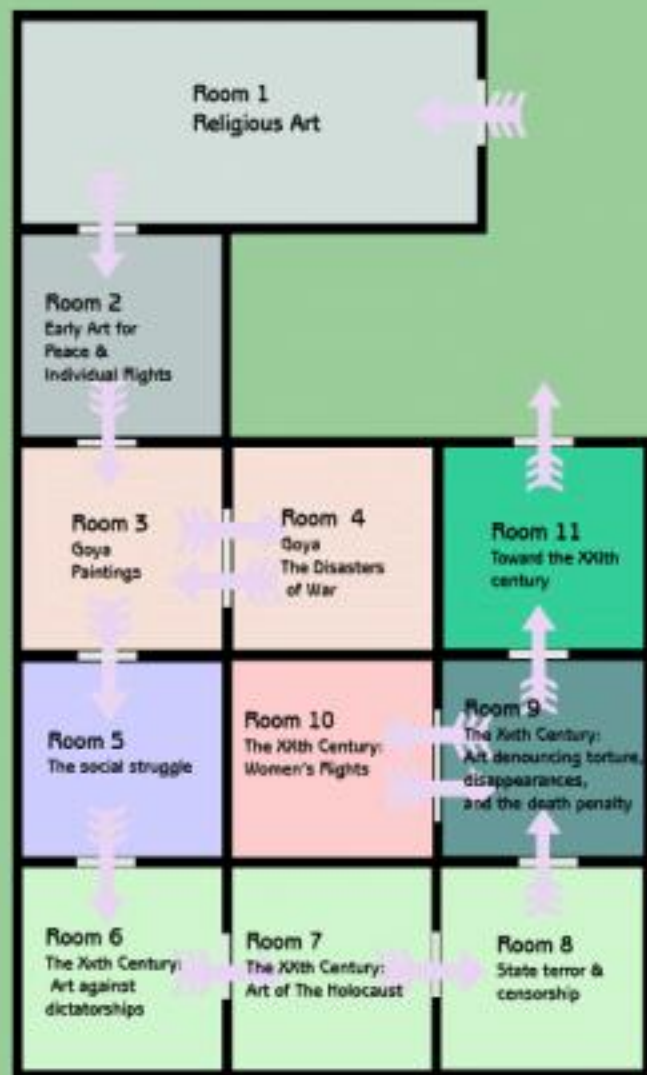 Room 1
Religious Art
Room 2
Early Art for
Peace &
Individual Rights
Room 3
Goya
Paintings
Room 4
Goya
The Disasters
of War
Room 11
Toward the XXIth
century
Room 5
The social struggle
Room 10
The XXth Century:
Women's Rights
Room 9
The XXth Century:
Art denouncing torture,
disappearances,
and the death penalty
Room 6
The XXth Century:
Art against
dictatorships
Room 7
The XXth Century:
Art of The Holocaust
Room 8
State terror &
censorship